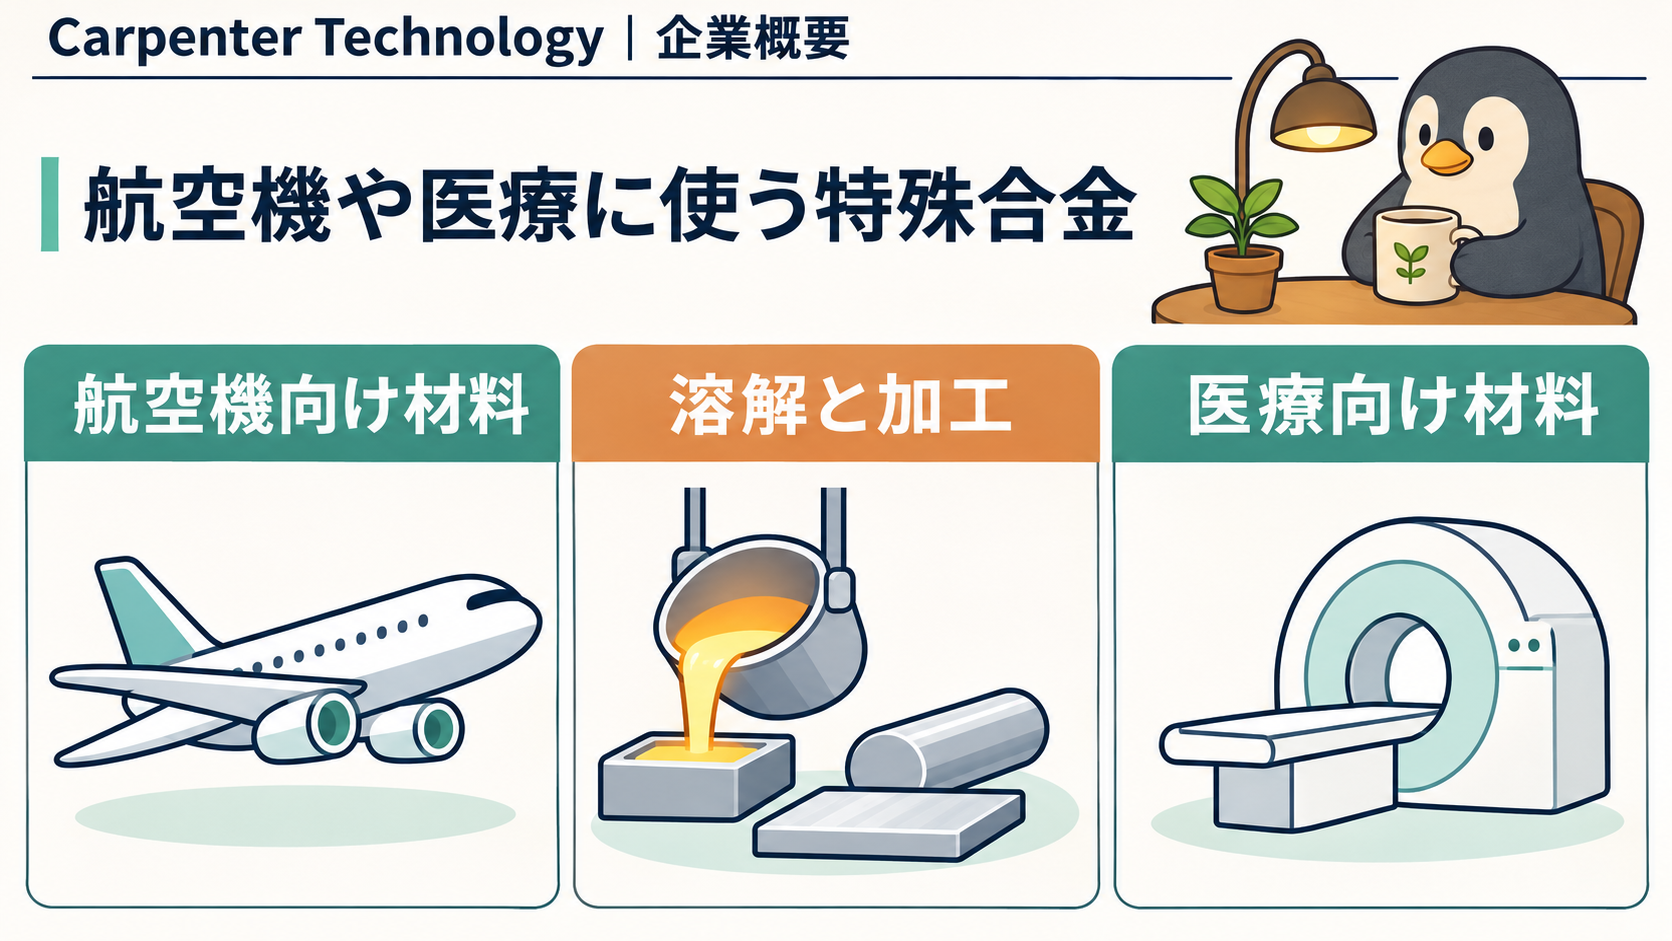 Carpenter Technology｜企業概要
航空機や医療に使う特殊合金
航空機向け材料
溶解と加工
医療向け材料